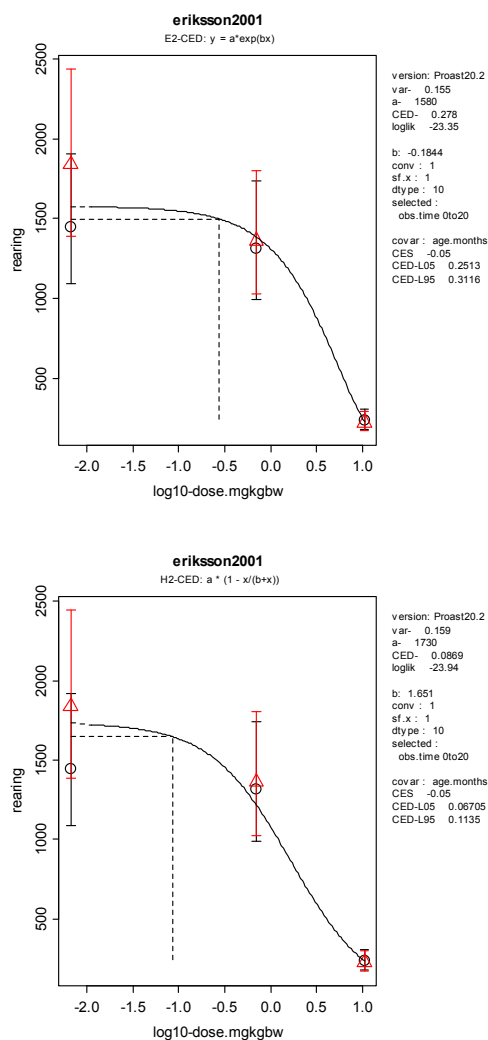 eriksson2001
E2-CED: y = a*exp(bx)
2500
2000
1500
1000
500
rearing
-2.0 -1.5 -1.0 -0.5 0.0 0.5 1.0
log10-dose.mgkgbw
version: Proast20.2
var- 0.155
a- 1580
CED- 0.278
loglik -23.35
b: -0.1844
conv : 1
sf.x : 1
dtype : 10
selected :
obs.time 0to20
covar : age.months
CES -0.05
CED-L05 0.2513
CED-L95 0.3116
eriksson2001
H2-CED: a * (1 - x/(b+x))
2500
2000
1500
1000
500
rearing
-2.0 -1.5 -1.0 -0.5 0.0 0.5 1.0
log10-dose.mgkgbw
version: Proast20.2
var- 0.159
a- 1730
CED- 0.0869
loglik -23.94
b: 1.651
conv : 1
sf.x : 1
dtype : 10
selected :
obs.time 0to20
covar : age.months
CES -0.05
CED-L05 0.06705
CED-L95 0.1135